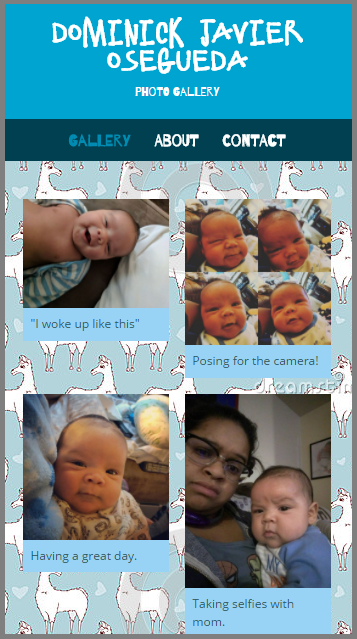 DOMINICK JAVIER
OSEGUEDA
PHOTO GALLERY
GALLERY ABOUT CONTACT
"I woke up like this"
Posing for the camera!
dreamstim
Having a great day.
Taking selfies with
mom.